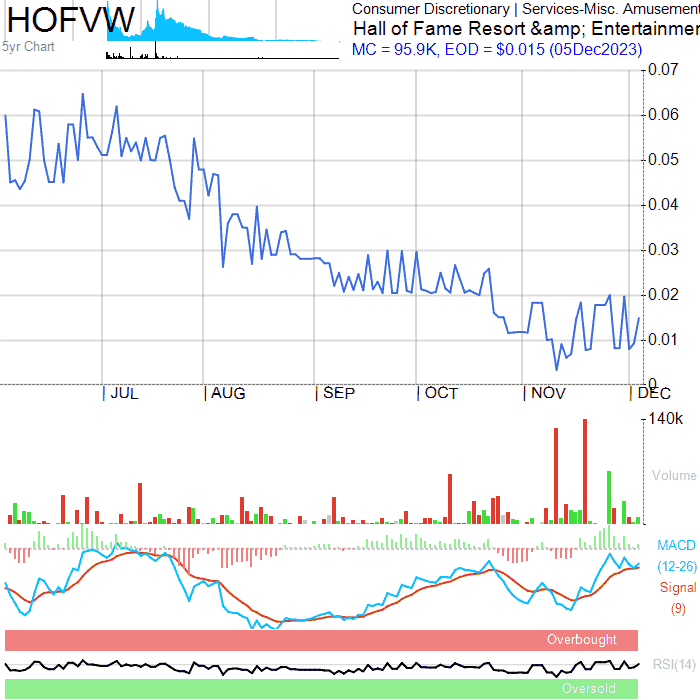 HOFVW
Consumer Discretionary | Services-Misc. Amusement
Hall of Fame Resort &amp; Entertainmen
5yr Chart
MC = 95.9K, EOD = $0.015 (05Dec2023)
0.07
0.06
0.05
0.04
0.03
0.02
0.01
0
| JUL | AUG | SEP | OCT | NOV | DEC
140k
Volume
MACD
(12-26)
Signal
(9)
Overbought
RSI(14)
Oversold